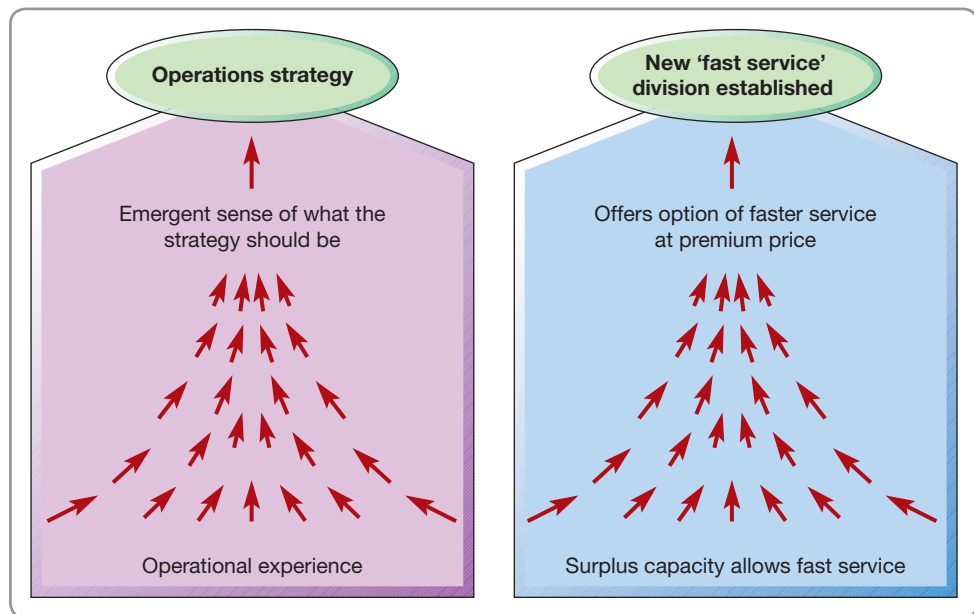 Operations strategy
Emergent sense of what the
strategy should be
Operational experience
New ‘fast service’
division established
Offers option of faster service
at premium price
Surplus capacity allows fast service